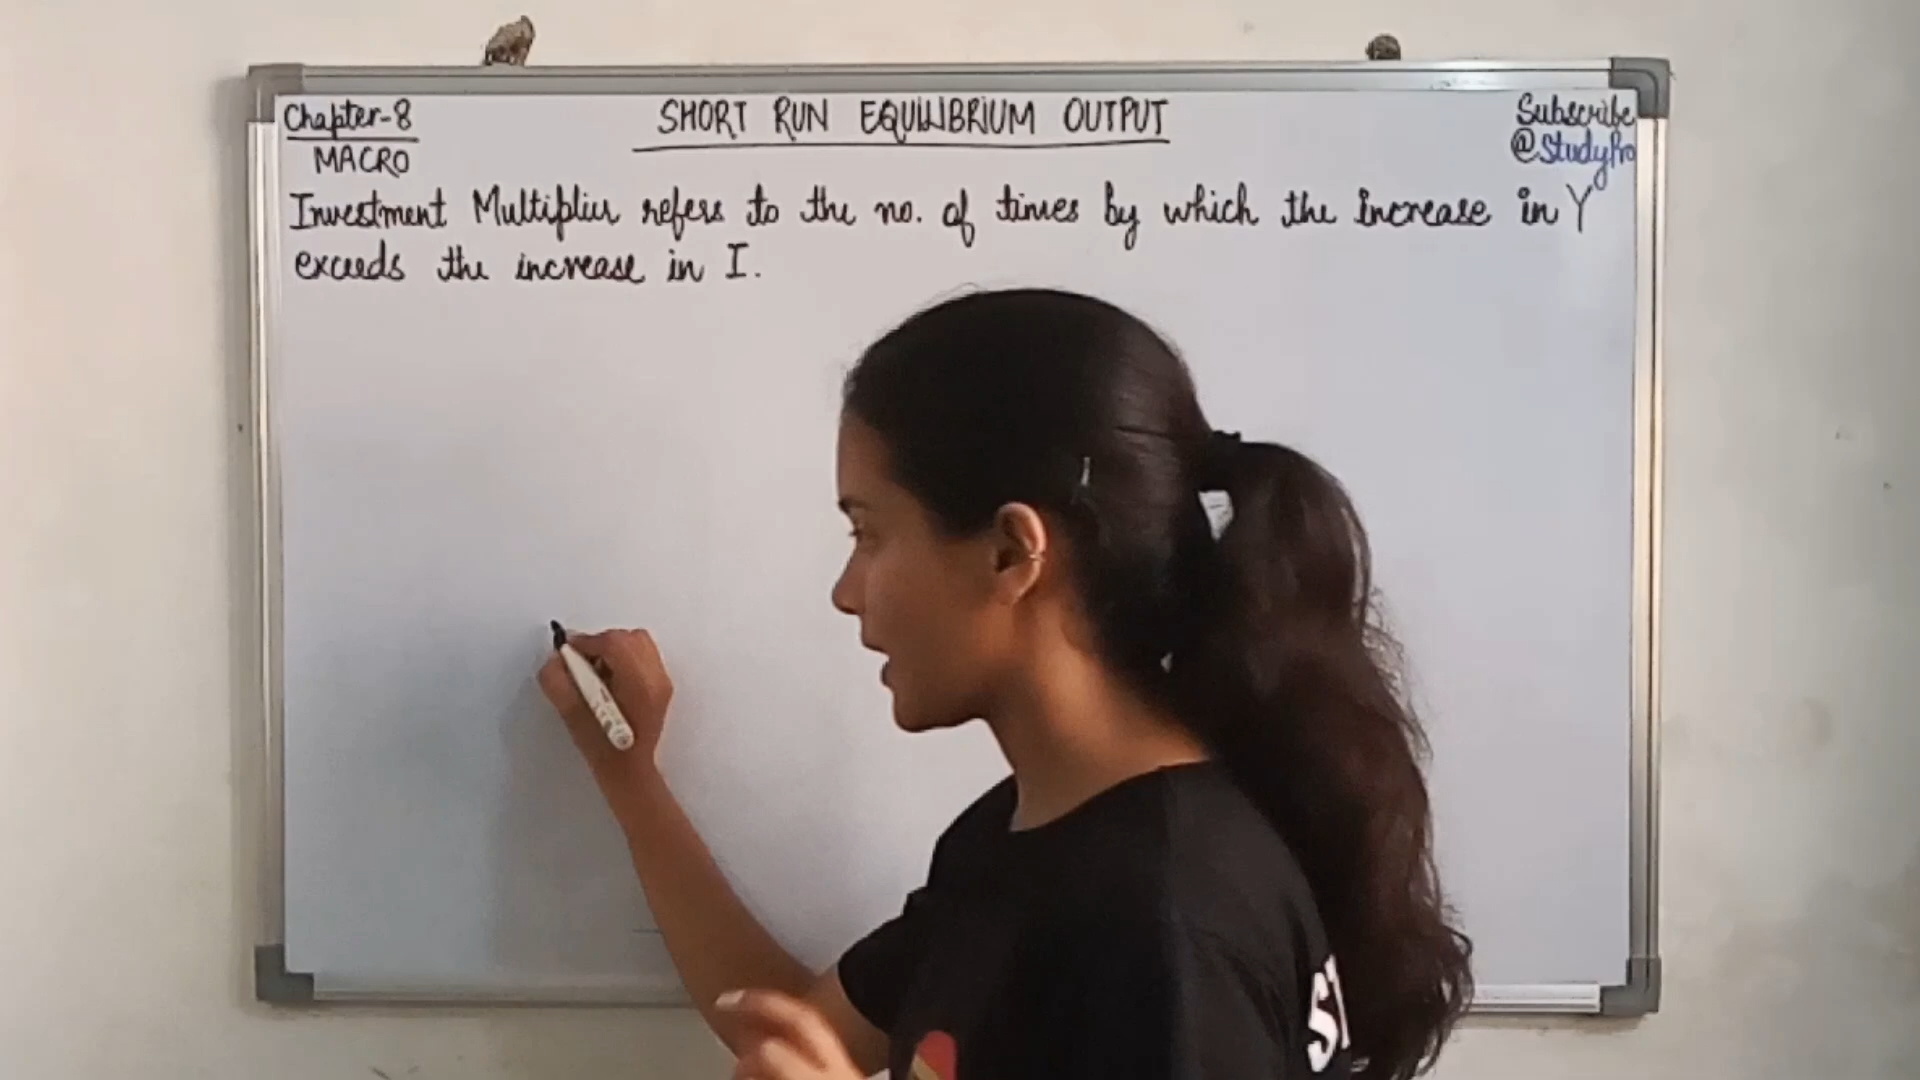 Chapter-8
MACRO
SHORT RUN EQUILIBRIUM OUTPUT
Subscribe
@StudyPro
Investment Multiplier refers to the no. of times by which the increase in Y
exceeds the increase in I.